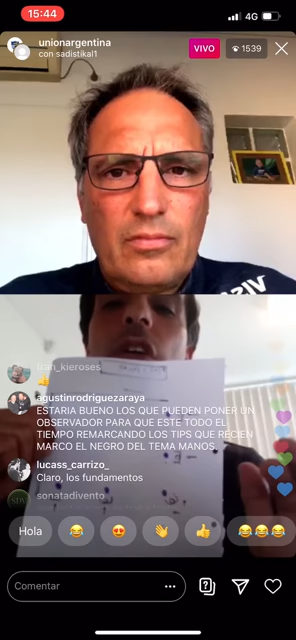 15:44
4G
unionargentina
con sadistikal1
VIVO
1539
agustinrodriguezaraya
ESTARIA BUENO LOS QUE PUEDEN PONER UN
OBSERVADOR PARA QUE ESTE TODO EL
TIEMPO REMARCANDO LOS TIPS QUE RECIEN
MARCO EL NEGRO DEL TEMA MANOS.
lucass_carrizo_
Claro, los fundamentos
sonatadivento
Hola
Comentar